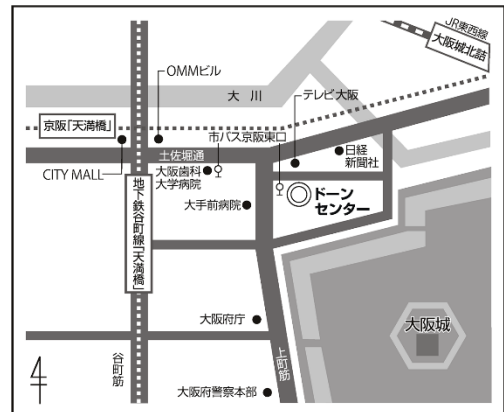 JR東西線
大阪城北詰
OMMビル
大 川
テレビ大阪
京阪「天満橋」
市バス京阪東口
土佐堀通
日経
新聞社
CITY MALL
大阪歯科
大学病院
ドーン
センター
大手前病院
地下鉄谷町線「天満橋」
大阪府庁
大阪城
上町筋
谷町筋
大阪府警察本部
4